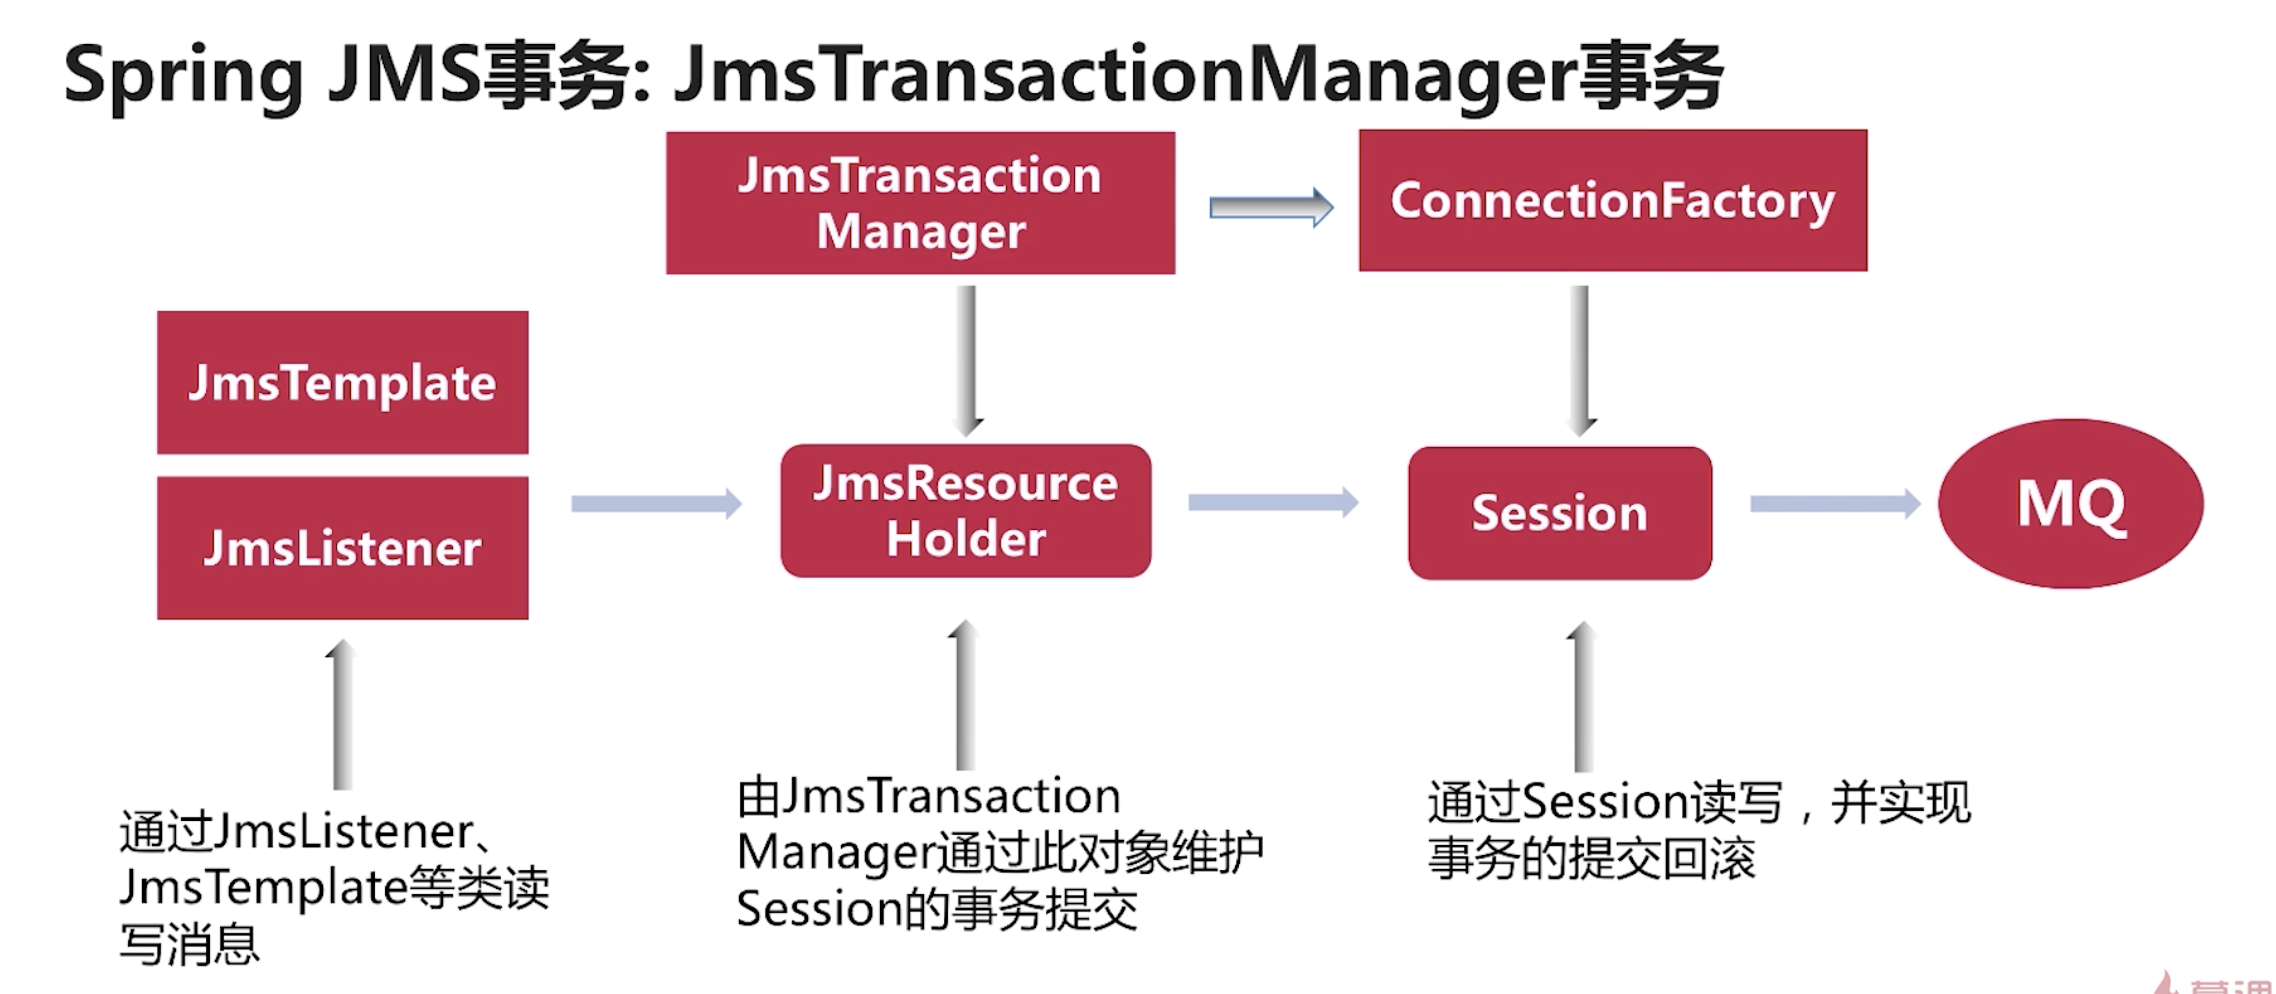 Spring JMS事务: JmsTransactionManager事务
JmsTransaction
Manager
ConnectionFactory
JmsTemplate
JmsListener
JmsResource
Holder
Session
MQ
通过JmsListener、
JmsTemplate等类读
写消息
由JmsTransaction
Manager通过此对象维护
Session的事务提交
通过Session读写，并实现
事务的提交回滚